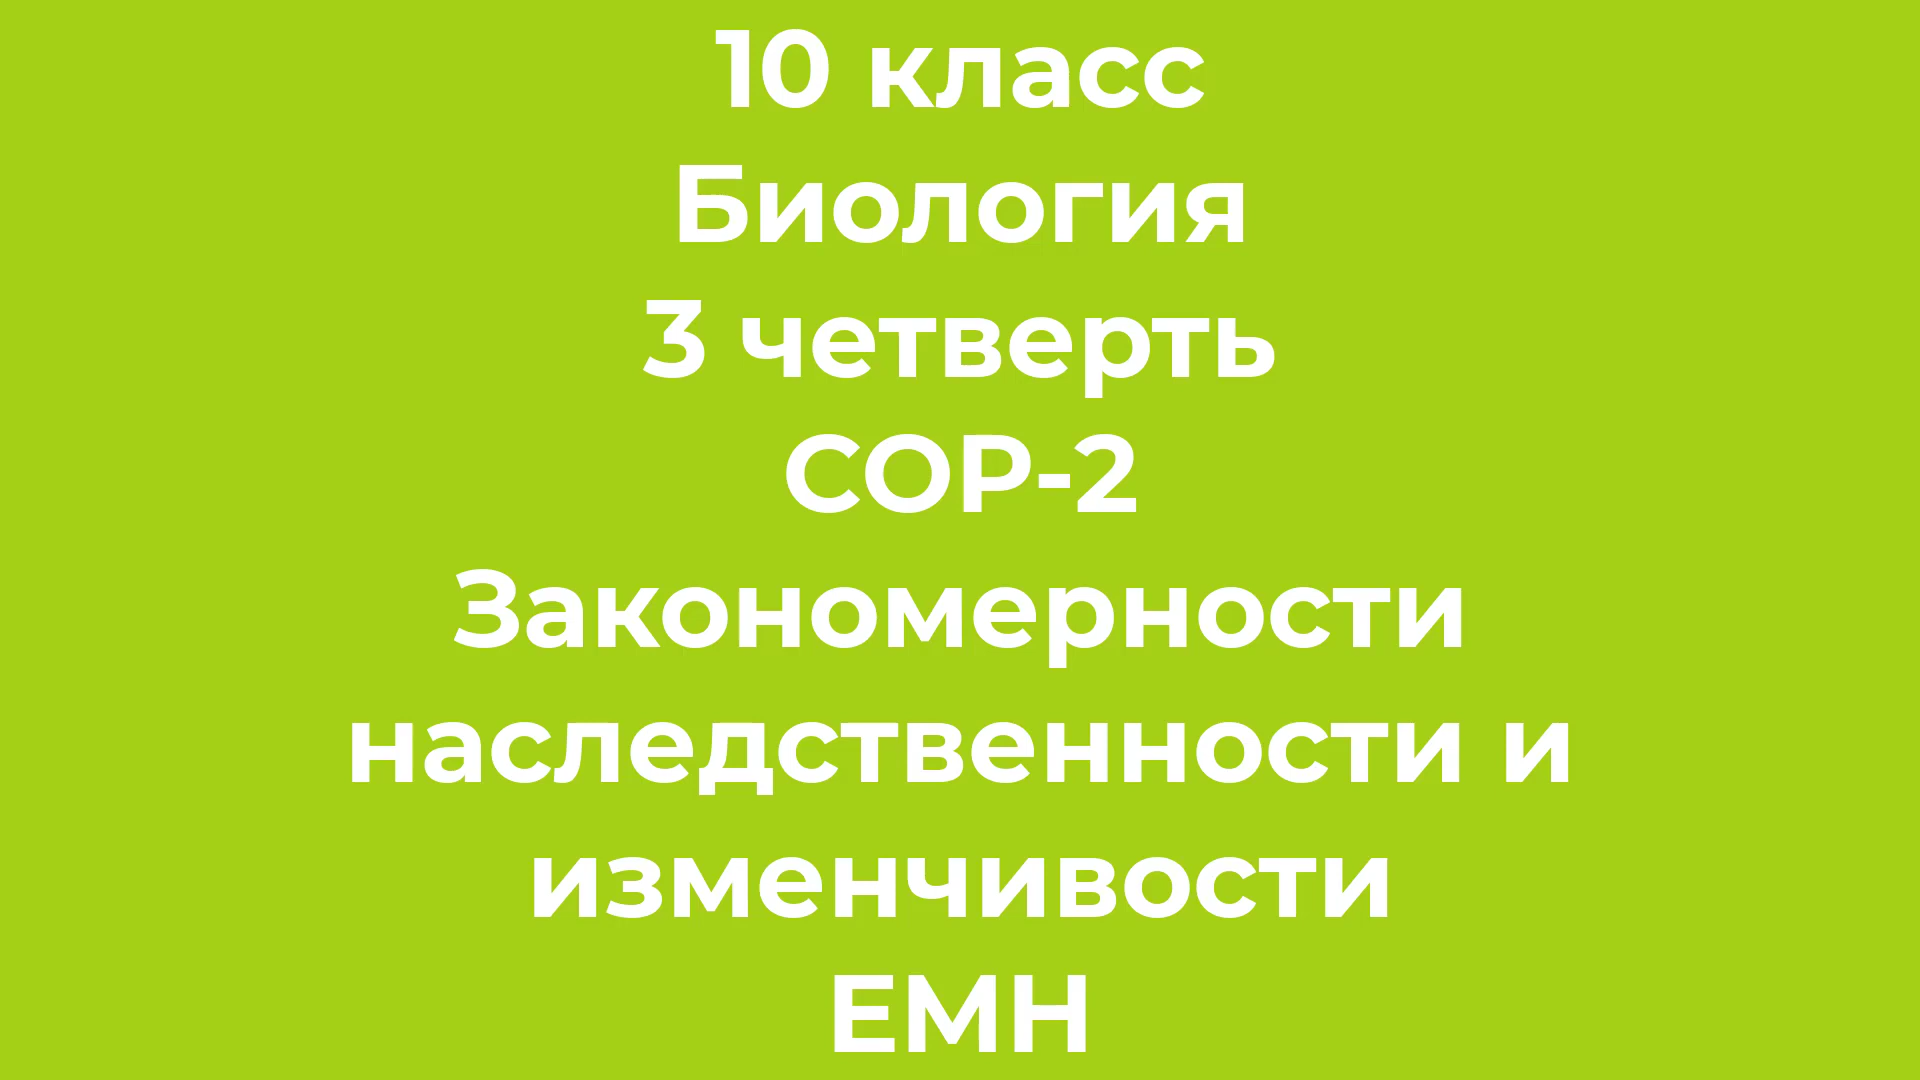 10 класс
Биология
3 четверть
СОР-2
Закономерности
наследственности и
изменчивости
ЕМН